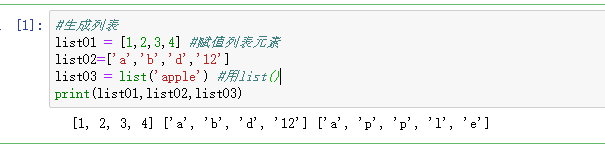 [1]: #生成列表
list01 = [1,2,3,4] #赋值列表元素
list02=['a','b','d','12']
list03 = list('apple') #用list()
print(list01,list02,list03)
[1, 2, 3, 4] ['a', 'b', 'd', '12'] ['a', 'p', 'p', 'l', 'e']